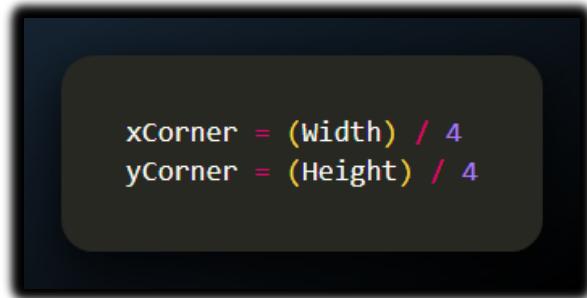 xCorner = (Width) / 4
yCorner = (Height) / 4